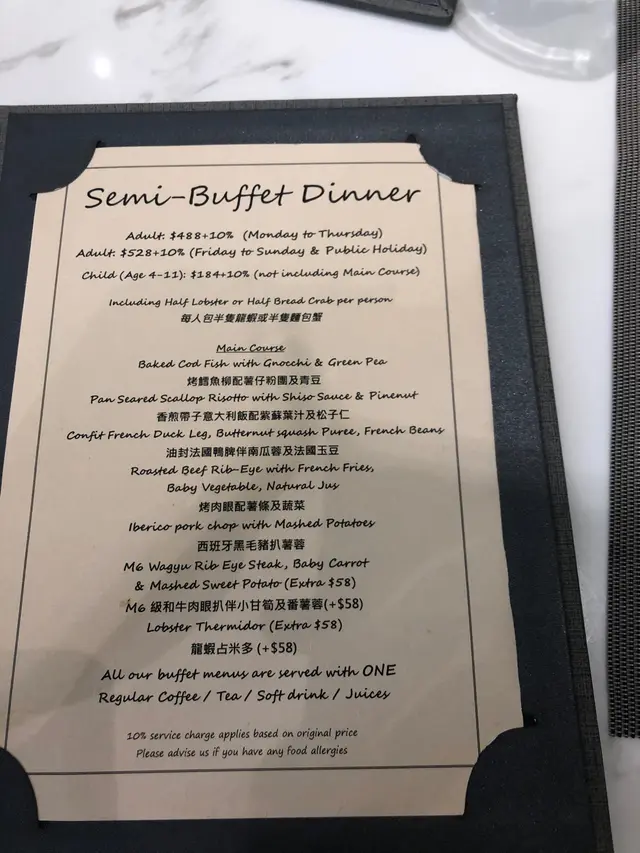 Semi-Buffet Dinner
Adult: $488+10% (Monday to Thursday)
Adult: $528+10% (Friday to Sunday & Public Holiday)
Child (Age 4-11): $184+10% (not including Main Course)
Including Half Lobster or Half Bread Crab per person
每人包半隻龍蝦或半隻麵包蟹
Main Course
Baked Cod Fish with Gnocchi & Green Pea
烤鱈魚柳配薯仔粉團及青豆
Pan Seared Scallop Risotto with Shiso Sauce & Pinenut
香煎帶子意大利飯配紫蘇葉汁及松子仁
Confit French Duck Leg, Butternut squash Puree, French Beans
油封法國鴨脾伴南瓜蓉及法國玉豆
Roasted Beef Rib-Eye with French Fries,
Baby Vegetable, Natural Jus
烤肉眼配薯條及蔬菜
Iberico pork chop with Mashed Potatoes
西班牙黑毛豬扒薯蓉
M6 Wagyu Rib Eye Steak, Baby Carrot
& Mashed Sweet Potato (Extra $58)
M6 級和牛肉眼扒伴小甘筍及番薯蓉(+$58)
Lobster Thermidor (Extra $58)
龍蝦占米多 (+$58)
All our buffet menus are served with ONE
Regular Coffee / Tea / Soft drink / Juices
10% service charge applies based on original price
Please advise us if you have any food allergies